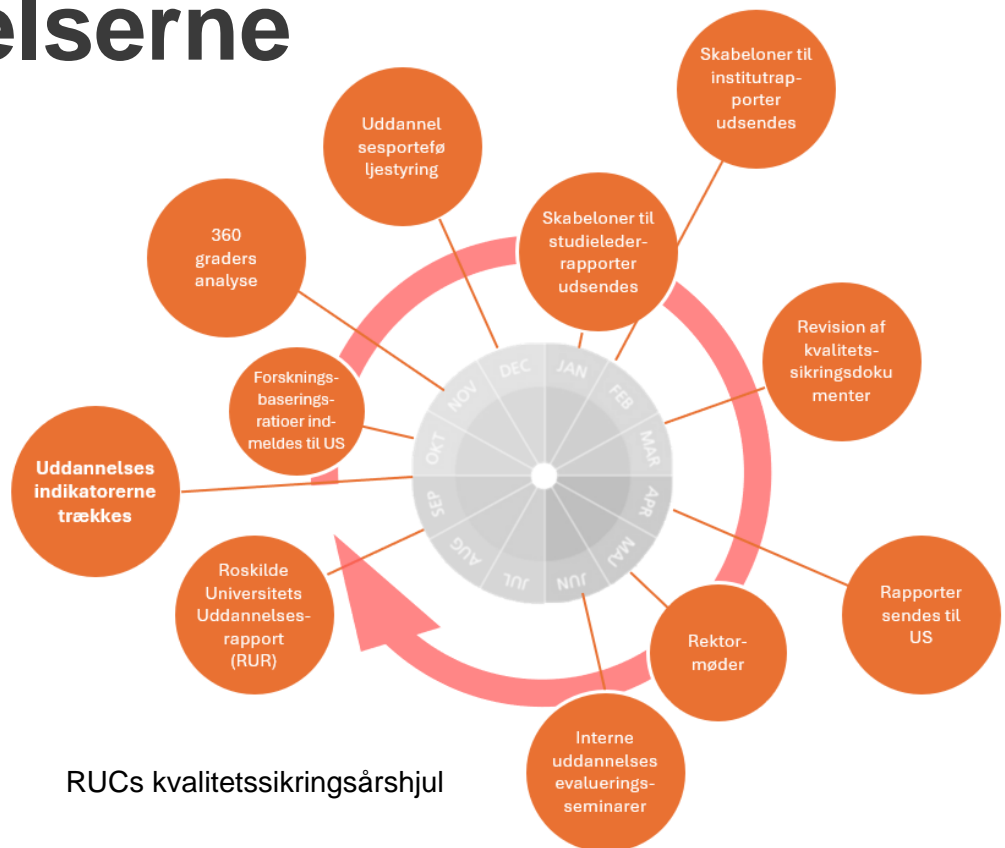 elserne
Skabeloner til
institutrap-
porter
udsendes
Uddannel
sesportefø
ljestyring
Skabeloner til
studieleder-
rapporter
udsendes
360
graders
analyse
Revision af
kvalitets-
sikringsdoku
menter
Forsknings-
baserings-
ratioer ind-
meldes til US
Uddannelses
indikatorerne
trækkes
JAN
FEB
MAR
APR
MAJ
JUN
JUL
AUG
SEP
OKT
NOV
DEC
Roskilde
Universitets
Uddannelses-
rapport
(RUR)
Rapporter
sendes til
US
Rektor-
møder
Interne
uddannelses
evaluerings-
seminarer
RUCs kvalitetssikringsårshjul